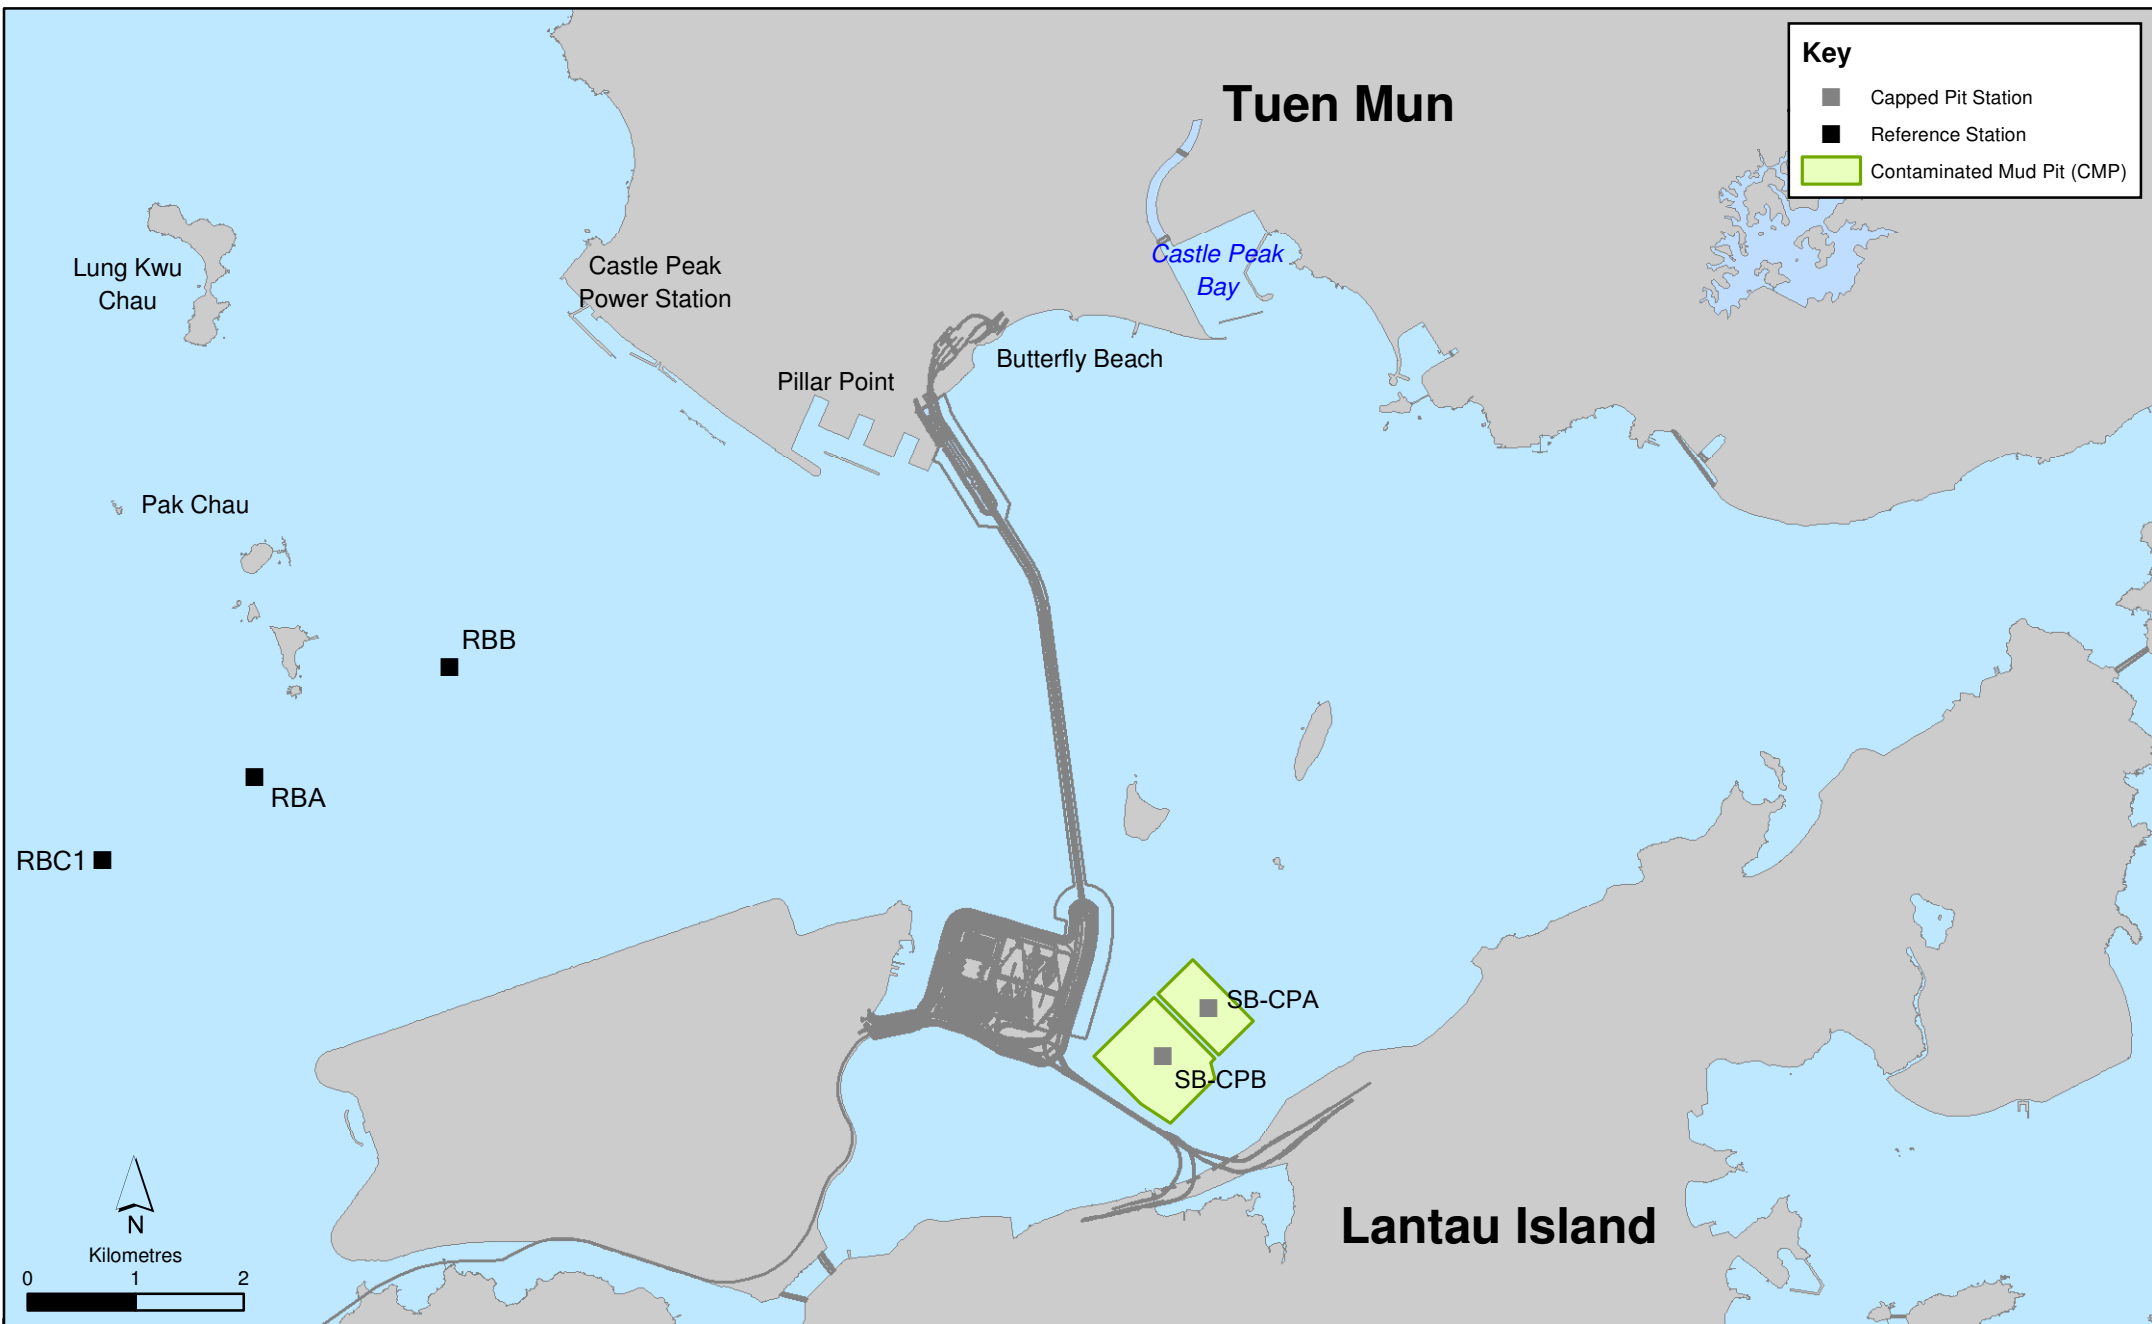 Key
Capped Pit Station
Reference Station
Contaminated Mud Pit (CMP)
Tuen Mun
Castle Peak
Bay
Lung Kwu
Chau
Castle Peak
Power Station
Butterfly Beach
Pillar Point
Pak Chau
RBB
RBA
RBC1
SB-CPA
SB-CPB
Lantau Island
N
Kilometres
0 1 2